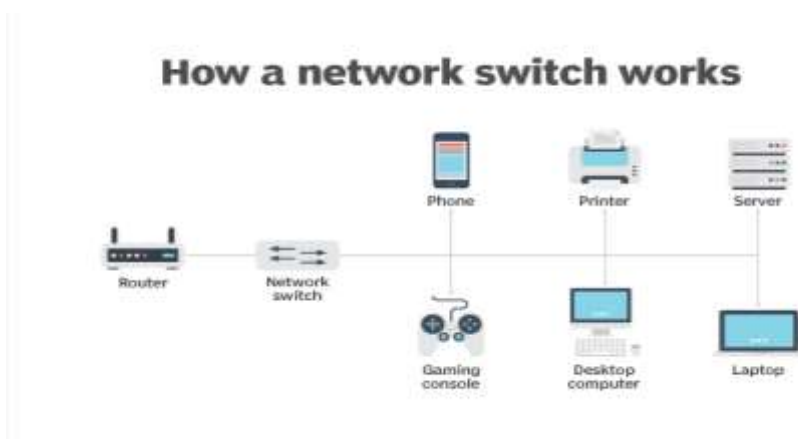 How a network switch works
Phone
Printer
Server
Router
Network
switch
Gaming
console
Desktop
computer
Laptop